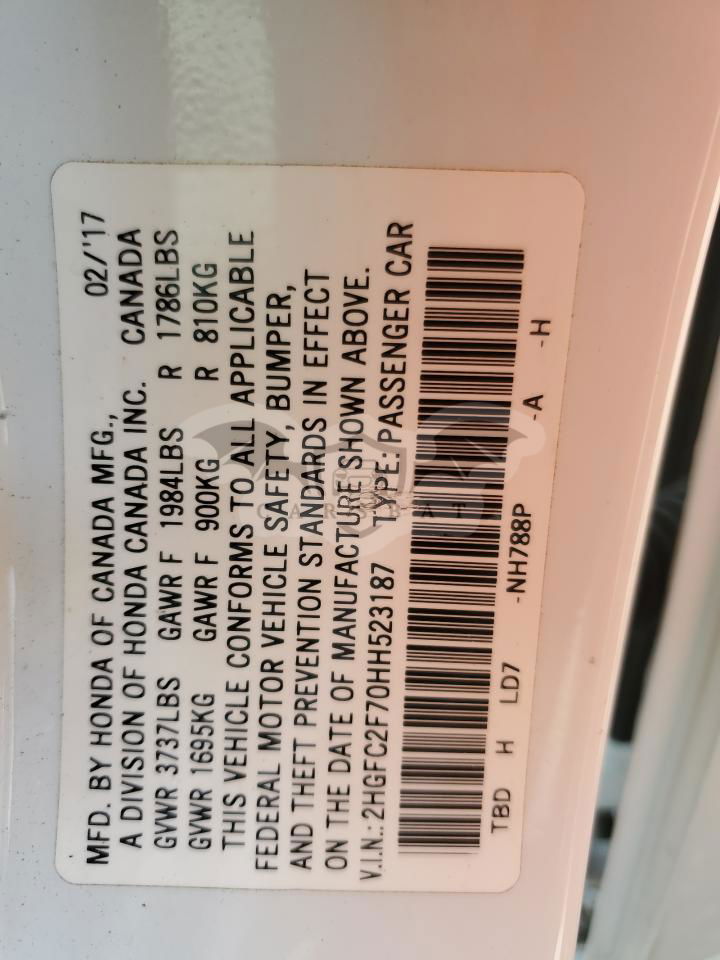 MFD. BY HONDA OF CANADA MFG., 02/'17
A DIVISION OF HONDA CANADA INC. CANADA
GVWR 3737LBS GAWR F 1984LBS R 1786LBS
GVWR 1695KG GAWR F 900KG R 810KG
THIS VEHICLE CONFORMS TO ALL APPLICABLE
FEDERAL MOTOR VEHICLE SAFETY, BUMPER,
AND THEFT PREVENTION STANDARDS IN EFFECT
ON THE DATE OF MANUFACTURE SHOWN ABOVE.
V.I.N.: 2HGFC2F70HH523187 TYPE: PASSENGER CAR
TBD H LD7 -NH788P -A -H
CARSBAT